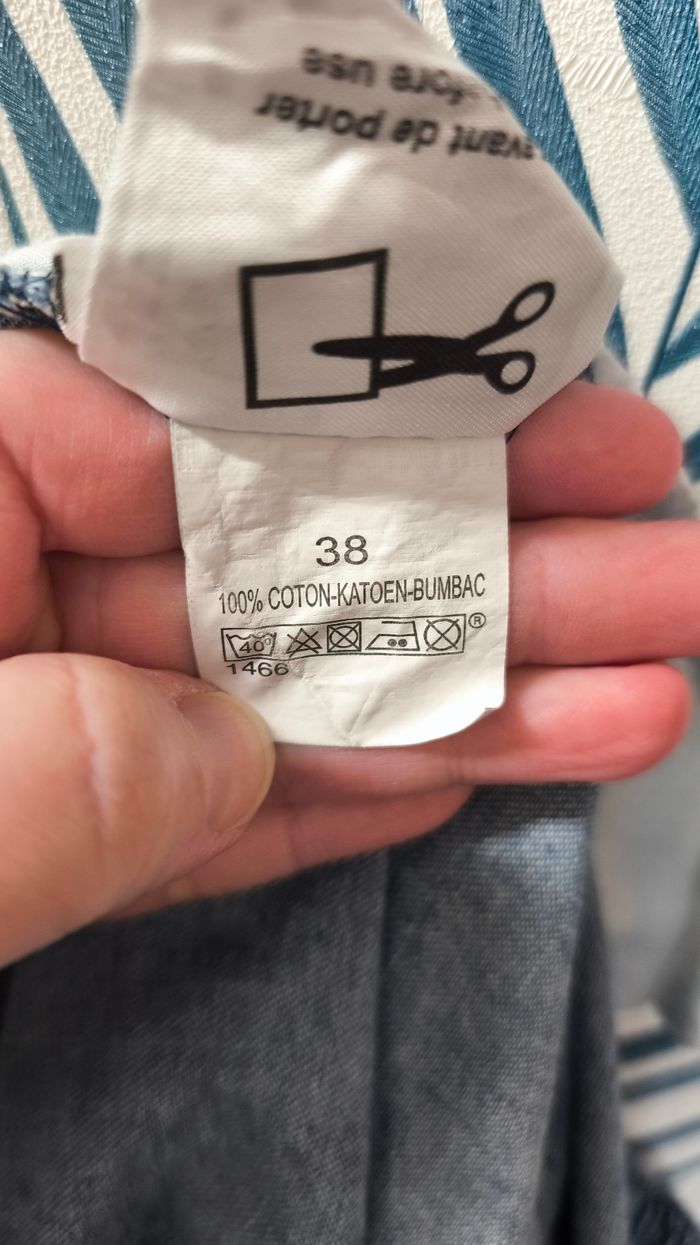 avant de porter
before use
38
100% COTON-KATOEN-BUMBAC
40° ®
1466